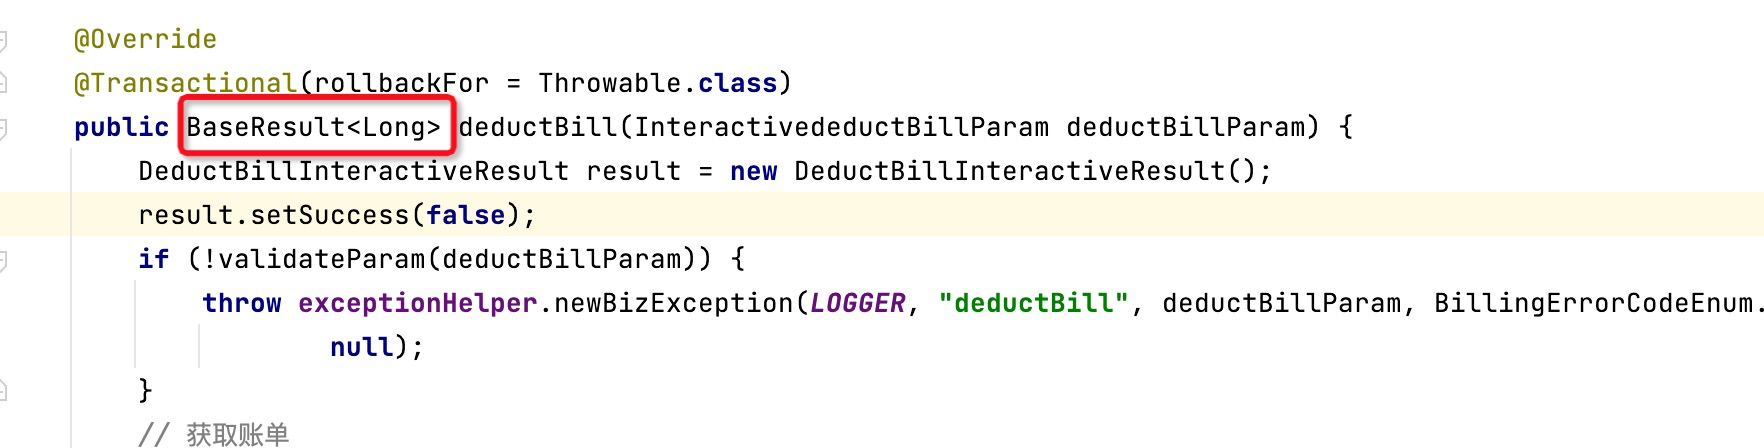 @Override
@Transactional(rollbackFor = Throwable.class)
public BaseResult<Long> deductBill(InteractivedeductBillParam deductBillParam) {
DeductBillInteractiveResult result = new DeductBillInteractiveResult();
result.setSuccess(false);
if (!validateParam(deductBillParam)) {
throw exceptionHelper.newBizException(LOGGER, "deductBill", deductBillParam, BillingErrorCodeEnum.
null);
}
// 获取账单